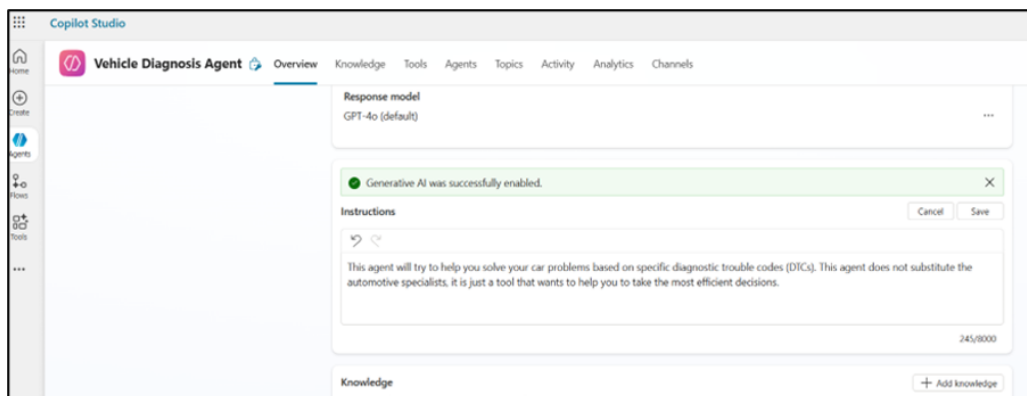 Copilot Studio
Home
Create
Agents
Flows
Tools
Vehicle Diagnosis Agent
Overview Knowledge Tools Agents Topics Activity Analytics Channels
Response model
GPT-4o (default)
Generative AI was successfully enabled.
Instructions
Cancel Save
This agent will try to help you solve your car problems based on specific diagnostic trouble codes (DTCs). This agent does not substitute the
automotive specialists, it is just a tool that wants to help you to take the most efficient decisions.
245/8000
Knowledge
Add knowledge